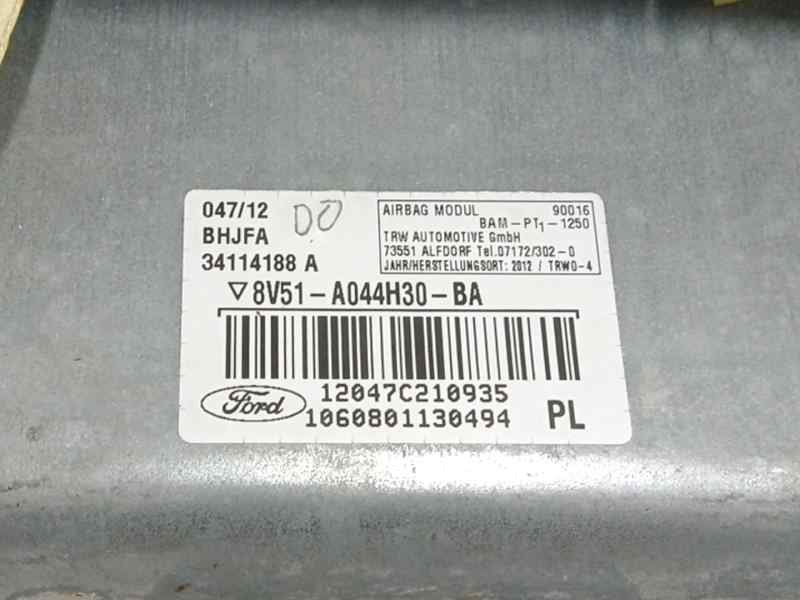 047/12 DO
BHJFA
34114188 A
AIRBAG MODUL 90016
BAM-PT1-1250
TRW AUTOMOTIVE GmbH
73551 ALFDORF Tel.07172/302-0
JAHR/HERSTELLUNGSORT: 2012 / TRWO-4
▽8V51-A044H30-BA
12047C210935
Ford 1060801130494 PL